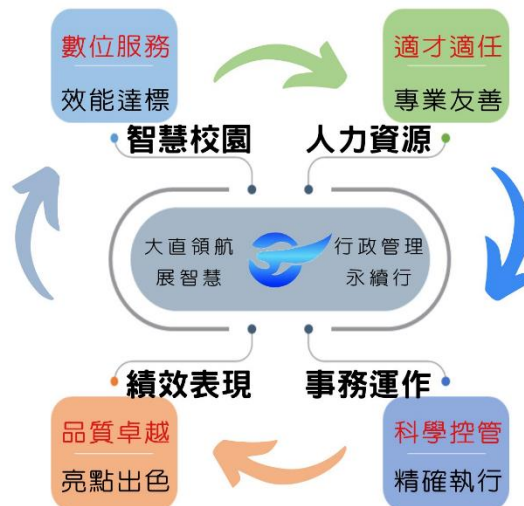 數位服務
效能達標
適才適任
專業友善
智慧校園
人力資源
大直領航
展智慧
行政管理
永續行
績效表現
事務運作
品質卓越
亮點出色
科學控管
精確執行